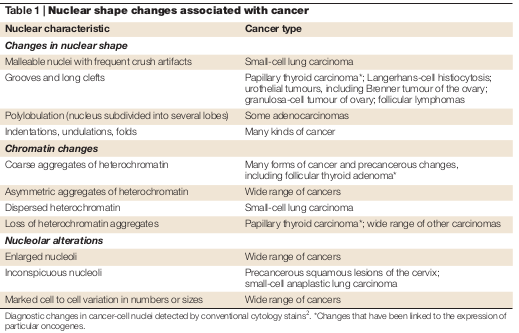 Table 1 | Nuclear shape changes associated with cancer
Nuclear characteristic Cancer type
Changes in nuclear shape
Malleable nuclei with frequent crush artifacts Small-cell lung carcinoma
Grooves and long clefts Papillary thyroid carcinoma*; Langerhans-cell histiocytosis;
urothelial tumours, including Brenner tumour of the ovary;
granulosa-cell tumour of ovary; follicular lymphomas
Polylobulation (nucleus subdivided into several lobes) Some adenocarcinomas
Indentations, undulations, folds Many kinds of cancer
Chromatin changes
Coarse aggregates of heterochromatin Many forms of cancer and precancerous changes,
including follicular thyroid adenoma*
Asymmetric aggregates of heterochromatin Wide range of cancers
Dispersed heterochromatin Small-cell lung carcinoma
Loss of heterochromatin aggregates Papillary thyroid carcinoma*; wide range of other carcinomas
Nucleolar alterations
Enlarged nucleoli Wide range of cancers
Inconspicuous nucleoli Precancerous squamous lesions of the cervix;
small-cell anaplastic lung carcinoma
Marked cell to cell variation in numbers or sizes Wide range of cancers
Diagnostic changes in cancer-cell nuclei detected by conventional cytology stains². *Changes that have been linked to the expression of
particular oncogenes.